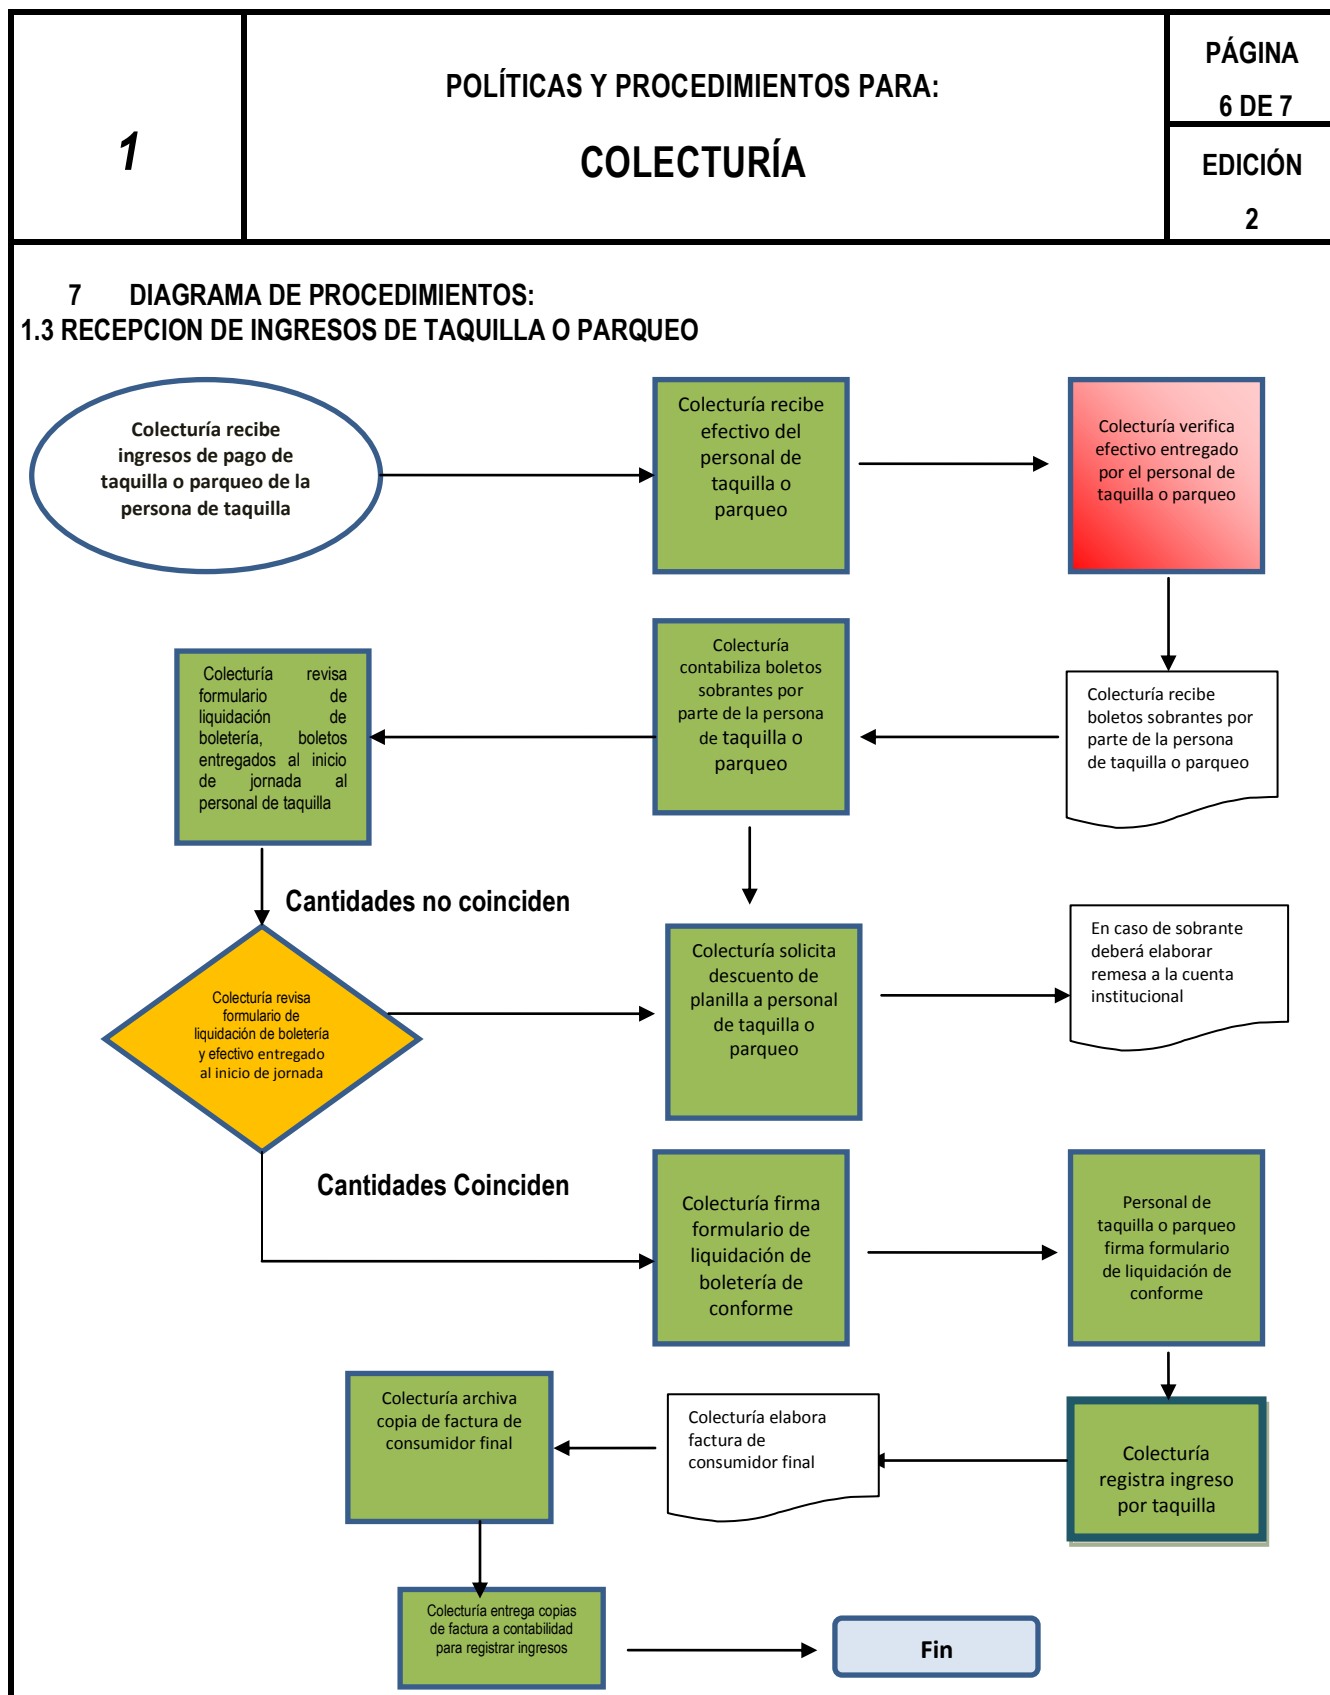 1
POLÍTICAS Y PROCEDIMIENTOS PARA:
COLECTURÍA
PÁGINA
6 DE 7
EDICIÓN
2
7 DIAGRAMA DE PROCEDIMIENTOS:
1.3 RECEPCION DE INGRESOS DE TAQUILLA O PARQUEO
Colecturía recibe
ingresos de pago de
taquilla o parqueo de la
persona de taquilla
Colecturía recibe
efectivo del
personal de
taquilla o
parqueo
Colecturía verifica
efectivo entregado
por el personal de
taquilla o parqueo
Colecturía revisa
formulario de
liquidación de
boletería, boletos
entregados al inicio
de jornada al
personal de taquilla
Colecturía
contabiliza boletos
sobrantes por
parte de la persona
de taquilla o
parqueo
Colecturía recibe
boletos sobrantes por
parte de la persona
de taquilla o parqueo
Cantidades no coinciden
Colecturía revisa
formulario de
liquidación de boletería
y efectivo entregado
al inicio de jornada
Colecturía solicita
descuento de
planilla a personal
de taquilla o
parqueo
En caso de sobrante
deberá elaborar
remesa a la cuenta
institucional
Cantidades Coinciden
Colecturía firma
formulario de
liquidación de
boletería de
conforme
Personal de
taquilla o parqueo
firma formulario
de liquidación de
conforme
Colecturía archiva
copia de factura de
consumidor final
Colecturía elabora
factura de
consumidor final
Colecturía
registra ingreso
por taquilla
Colecturía entrega copias
de factura a contabilidad
para registrar ingresos
Fin